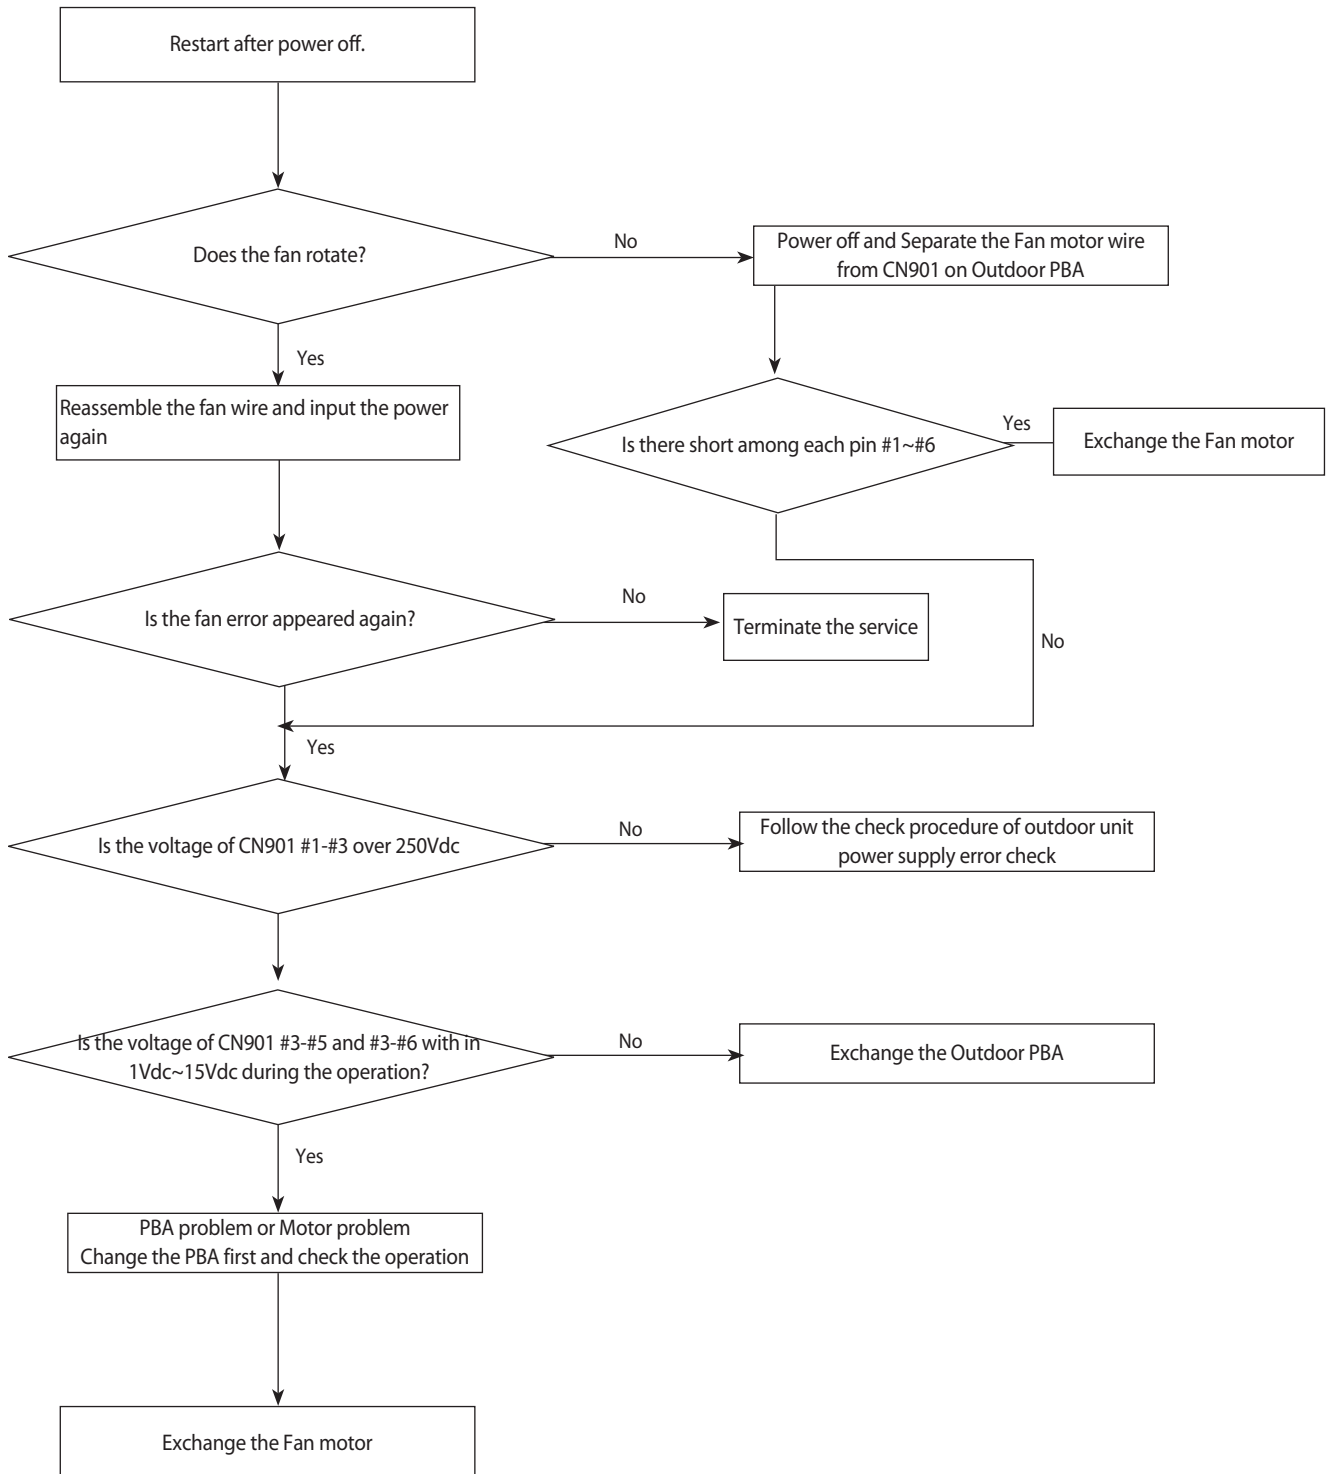 Restart after power off.
Does the fan rotate?
No
Power off and Separate the Fan motor wire
from CN901 on Outdoor PBA
Yes
Reassemble the fan wire and input the power
again
Is there short among each pin #1~#6
Yes
Exchange the Fan motor
Is the fan error appeared again?
No
Terminate the service
No
Yes
Is the voltage of CN901 #1-#3 over 250Vdc
No
Follow the check procedure of outdoor unit
power supply error check
Is the voltage of CN901 #3-#5 and #3-#6 with in
1Vdc~15Vdc during the operation?
No
Exchange the Outdoor PBA
Yes
PBA problem or Motor problem
Change the PBA first and check the operation
Exchange the Fan motor